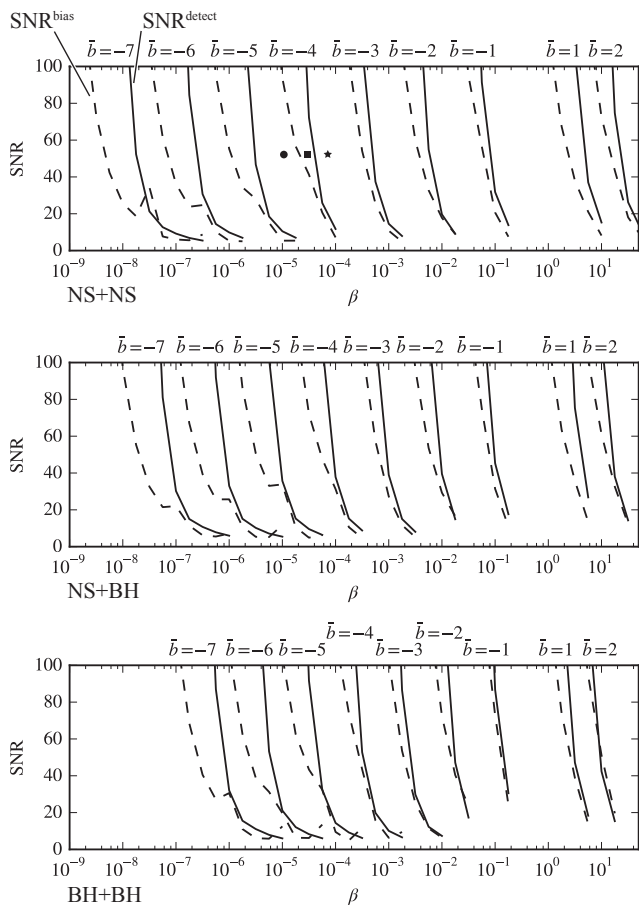 SNR^bias SNR^detect
b̄=−7 b̄=−6 b̄=−5 b̄=−4 b̄=−3 b̄=−2 b̄=−1 b̄=1 b̄=2
100
80
60
40
20
0
SNR
10^−9 10^−8 10^−7 10^−6 10^−5 10^−4 10^−3 10^−2 10^−1 10^0 10^1
NS+NS β
b̄=−7 b̄=−6 b̄=−5 b̄=−4 b̄=−3 b̄=−2 b̄=−1 b̄=1 b̄=2
100
80
60
40
20
0
SNR
10^−9 10^−8 10^−7 10^−6 10^−5 10^−4 10^−3 10^−2 10^−1 10^0 10^1
NS+BH β
b̄=−7 b̄=−6 b̄=−5 b̄=−4 b̄=−3 b̄=−2 b̄=−1 b̄=1 b̄=2
100
80
60
40
20
0
SNR
10^−9 10^−8 10^−7 10^−6 10^−5 10^−4 10^−3 10^−2 10^−1 10^0 10^1
BH+BH β